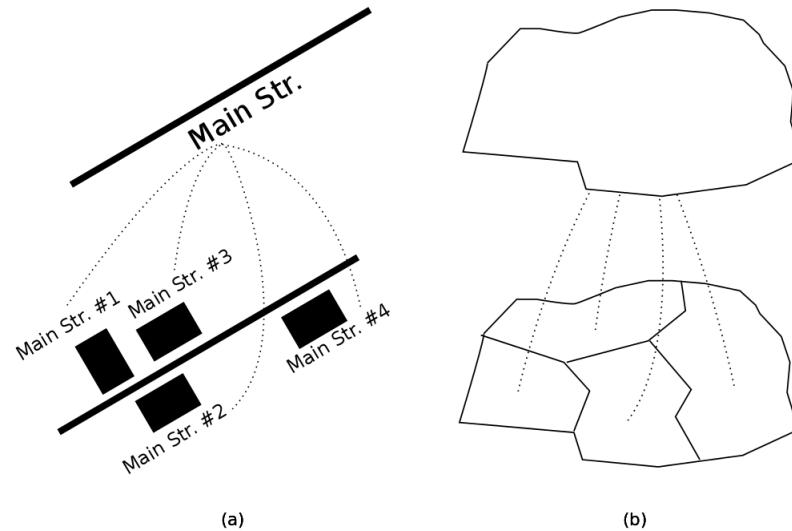 Main Str.
Main Str. #1
Main Str. #3
Main Str. #4
Main Str. #2
(a)
(b)